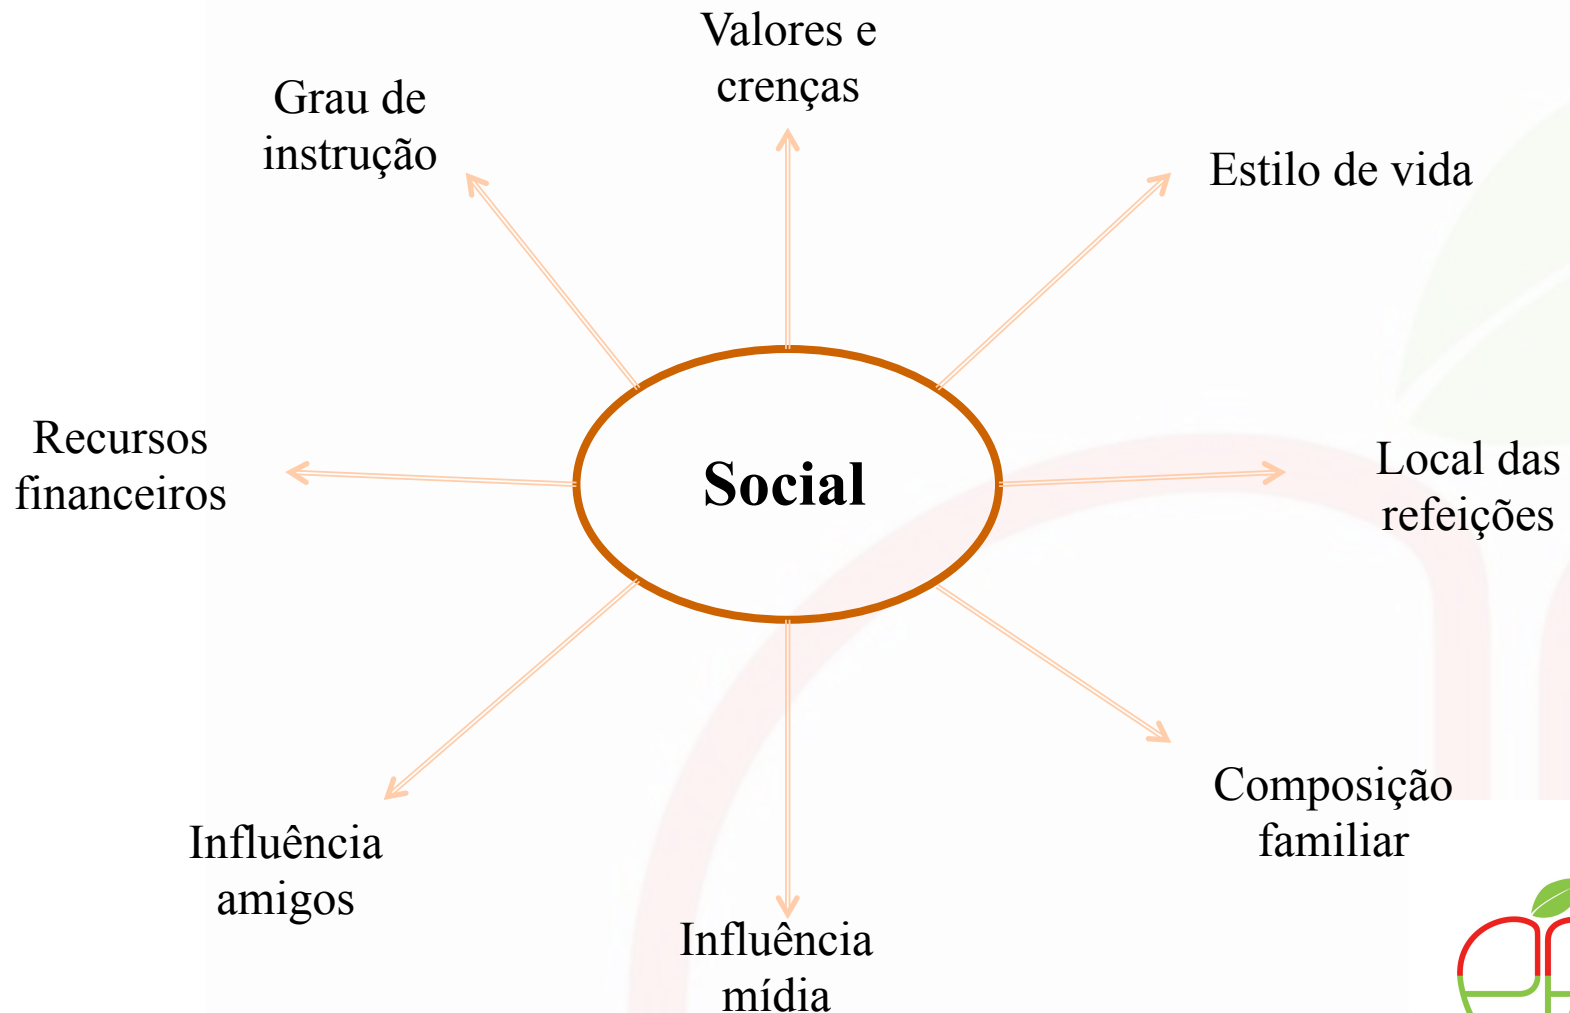 Valores e
crenças
Grau de
instrução
Estilo de vida
Recursos
financeiros
Social
Local das
refeições
Composição
familiar
Influência
amigos
Influência
mídia